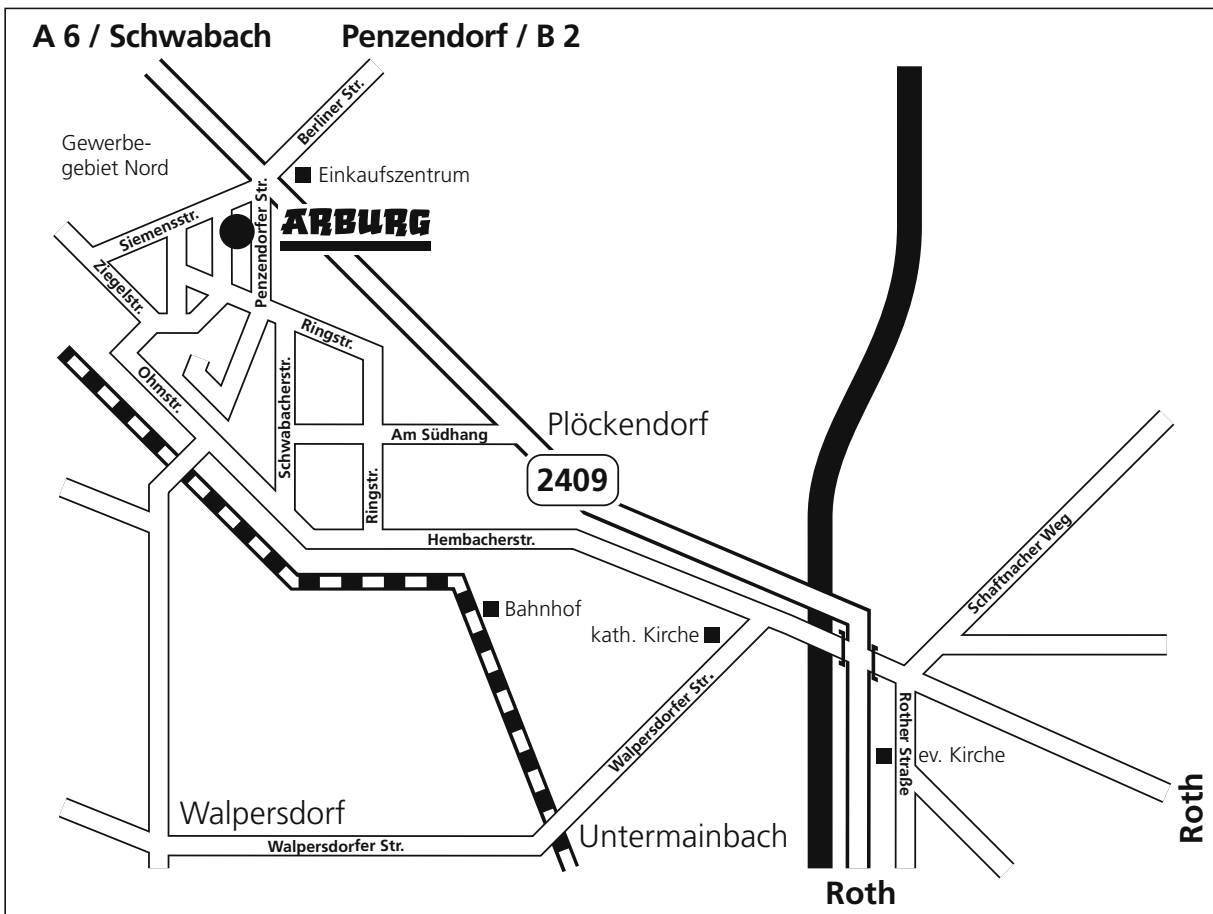 A 6 / Schwabach
Penzendorf / B 2
Berliner Str.
Gewerbe-
gebiet Nord
Einkaufszentrum
Siemensstr.
Penzendorfer Str.
ARBURG
Ziegelstr.
Ringstr.
Ohmstr.
Schwabacherstr.
Plöckendorf
Am Südhang
2409
Ringstr.
Hembacherstr.
Schaftnacher Weg
Bahnhof
kath. Kirche
Walpersdorfer Str.
Rother Straße
ev. Kirche
Walpersdorf
Untermainbach
Walpersdorfer Str.
Roth
Roth